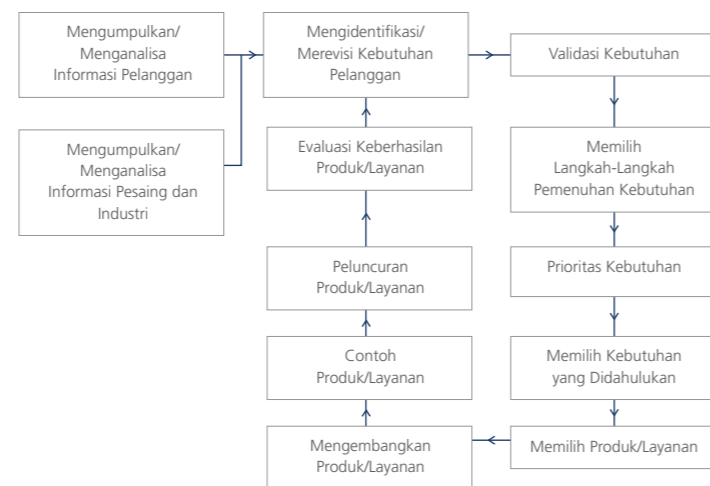 Mengumpulkan/
Menganalisa
Informasi Pelanggan
Mengidentifikasi/
Merevisi Kebutuhan
Pelanggan
Validasi Kebutuhan
Mengumpulkan/
Menganalisa
Informasi Pesaing dan
Industri
Evaluasi Keberhasilan
Produk/Layanan
Memilih
Langkah-Langkah
Pemenuhan Kebutuhan
Peluncuran
Produk/Layanan
Prioritas Kebutuhan
Contoh
Produk/Layanan
Memilih Kebutuhan
yang Didahulukan
Mengembangkan
Produk/Layanan
Memilih Produk/Layanan